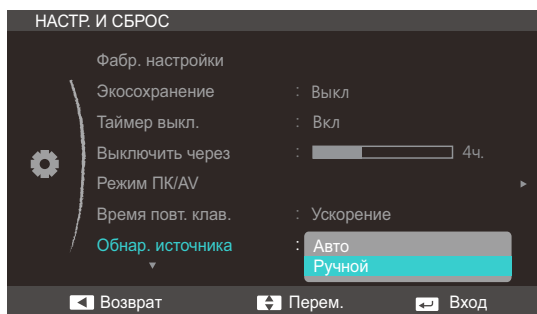 НАСТР. И СБРОС
Фабр. настройки
Экосохранение : Выкл
Таймер выкл. : Вкл
Выключить через : 4ч.
Режим ПК/AV
Время повт. клав. : Ускорение
Обнар. источника : Авто
Ручной
Возврат Перем. Вход